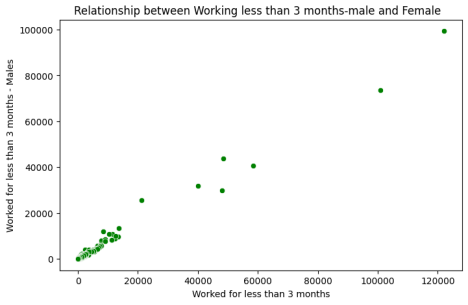 Relationship between Working less than 3 months-male and Female
100000
80000
60000
40000
20000
0
Worked for less than 3 months - Males
0 20000 40000 60000 80000 100000 120000
Worked for less than 3 months